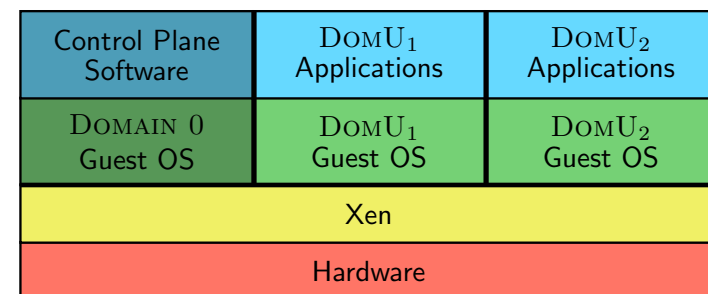 Control Plane
Software
DomU₁
Applications
DomU₂
Applications
Domain 0
Guest OS
DomU₁
Guest OS
DomU₂
Guest OS
Xen
Hardware